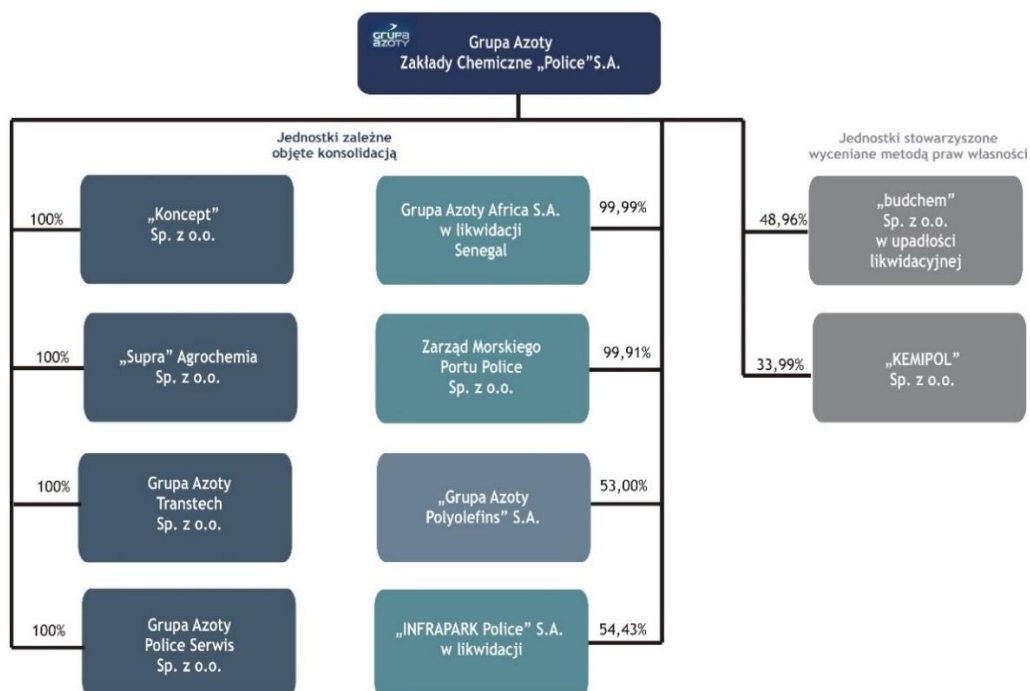 GRUPA
AZOTY
Grupa Azoty
Zakłady Chemiczne „Police”S.A.
Jednostki zależne
objęte konsolidacją
Jednostki stowarzyszone
wyceniane metodą praw własności
100%
„Koncept”
Sp. z o.o.
Grupa Azoty Africa S.A.
w likwidacji
Senegal
99,99%
48,96%
„budchem”
Sp. z o.o.
w upadłości
likwidacyjnej
100%
„Supra” Agrochemia
Sp. z o.o.
Zarząd Morskiego
Portu Police
Sp. z o.o.
99,91%
33,99%
„KEMIPOL”
Sp. z o.o.
100%
Grupa Azoty
Transtech
Sp. z o.o.
„Grupa Azoty
Polyolefins” S.A.
53,00%
100%
Grupa Azoty
Police Serwis
Sp. z o.o.
„INFRAPARK Police” S.A.
w likwidacji
54,43%